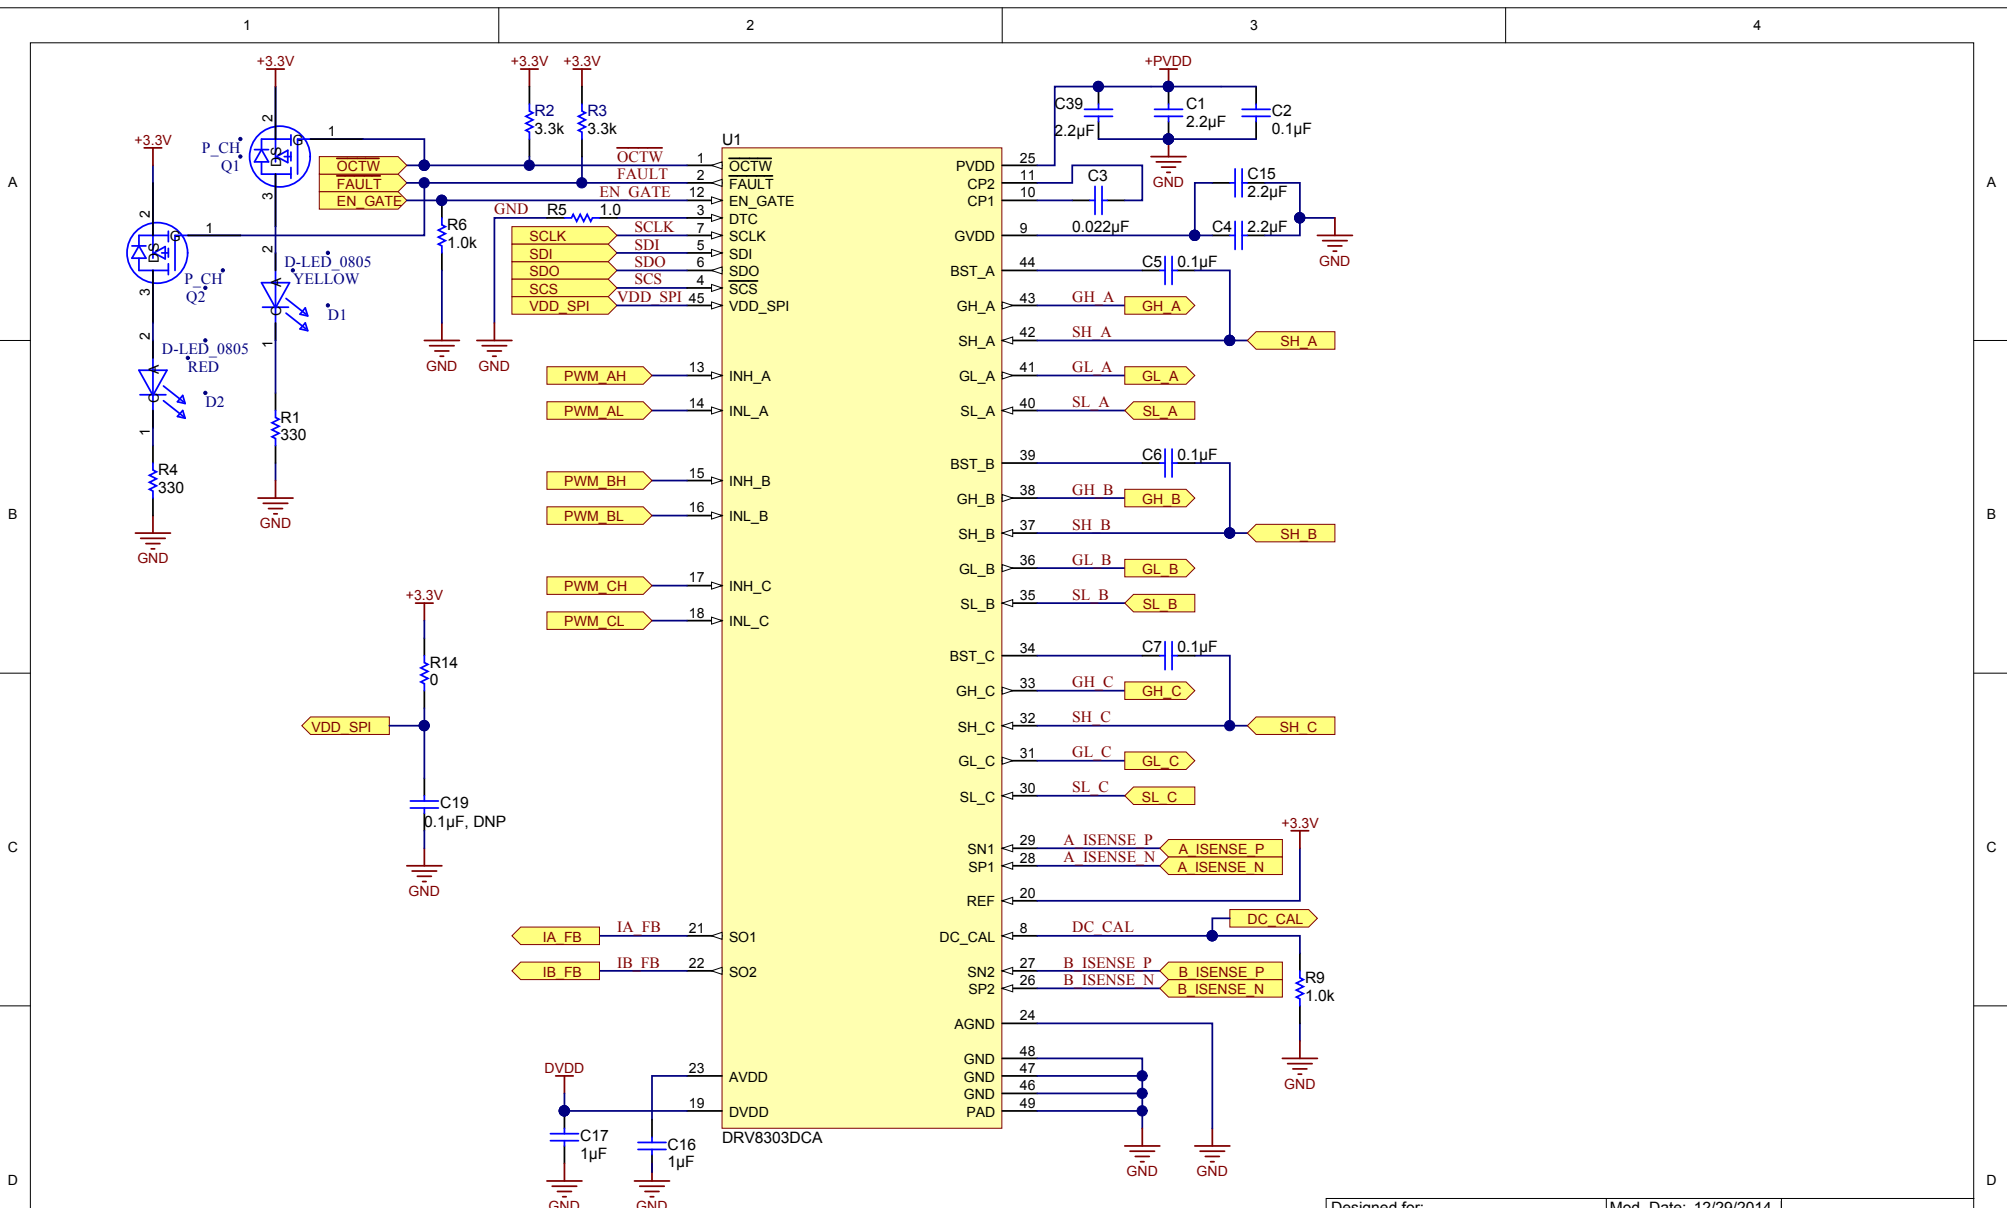 1 2 3 4
A A
B B
C C
D D
+3.3V
2
G
DS
1
P_CH
Q1
3
2
D-LED_0805
YELLOW
A
C
D1
1
R1
330
GND
+3.3V
2
G
DS
1
P_CH
Q2
3
2
D-LED_0805
RED
A
C
D2
1
R4
330
GND
+3.3V +3.3V
R2
3.3k
R3
3.3k
OCTW
FAULT
EN_GATE
R6
1.0k
GND
GND R5 1.0
GND
SCLK
SDI
SDO
SCS
VDD_SPI
OCTW
FAULT
EN_GATE
SCLK
SDI
SDO
SCS
VDD_SPI
U1
1 OCTW
2 FAULT
12 EN_GATE
3 DTC
7 SCLK
5 SDI
6 SDO
4 SCS
45 VDD_SPI
PWM_AH 13 INH_A
PWM_AL 14 INL_A
PWM_BH 15 INH_B
PWM_BL 16 INL_B
PWM_CH 17 INH_C
PWM_CL 18 INL_C
+3.3V
R14
0
VDD_SPI
C19
0.1µF, DNP
GND
IA_FB IA_FB 21 SO1
IB_FB IB_FB 22 SO2
23 AVDD
DVDD
19 DVDD
C17
1µF
C16
1µF
GND GND
DRV8303DCA
+PVDD
C39
2.2µF
C1
2.2µF
C2
0.1µF
GND
PVDD 25
CP2 11
CP1 10
C3
0.022µF
C15
2.2µF
GVDD 9
C4 2.2µF
GND
BST_A 44 C5 0.1µF
GH_A 43 GH_A GH_A
SH_A 42 SH_A SH_A
GL_A 41 GL_A GL_A
SL_A 40 SL_A SL_A
BST_B 39 C6 0.1µF
GH_B 38 GH_B GH_B
SH_B 37 SH_B SH_B
GL_B 36 GL_B GL_B
SL_B 35 SL_B SL_B
BST_C 34 C7 0.1µF
GH_C 33 GH_C GH_C
SH_C 32 SH_C SH_C
GL_C 31 GL_C GL_C
SL_C 30 SL_C SL_C
+3.3V
SN1 29 A_ISENSE_P A_ISENSE_P
SP1 28 A_ISENSE_N A_ISENSE_N
REF 20
DC_CAL
DC_CAL 8 DC_CAL
SN2 27 B_ISENSE_P B_ISENSE_P
SP2 26 B_ISENSE_N B_ISENSE_N
R9
1.0k
GND
AGND 24
GND 48
GND 47
GND 46
PAD 49
GND GND
Designed for: Mod. Date: 12/29/2014